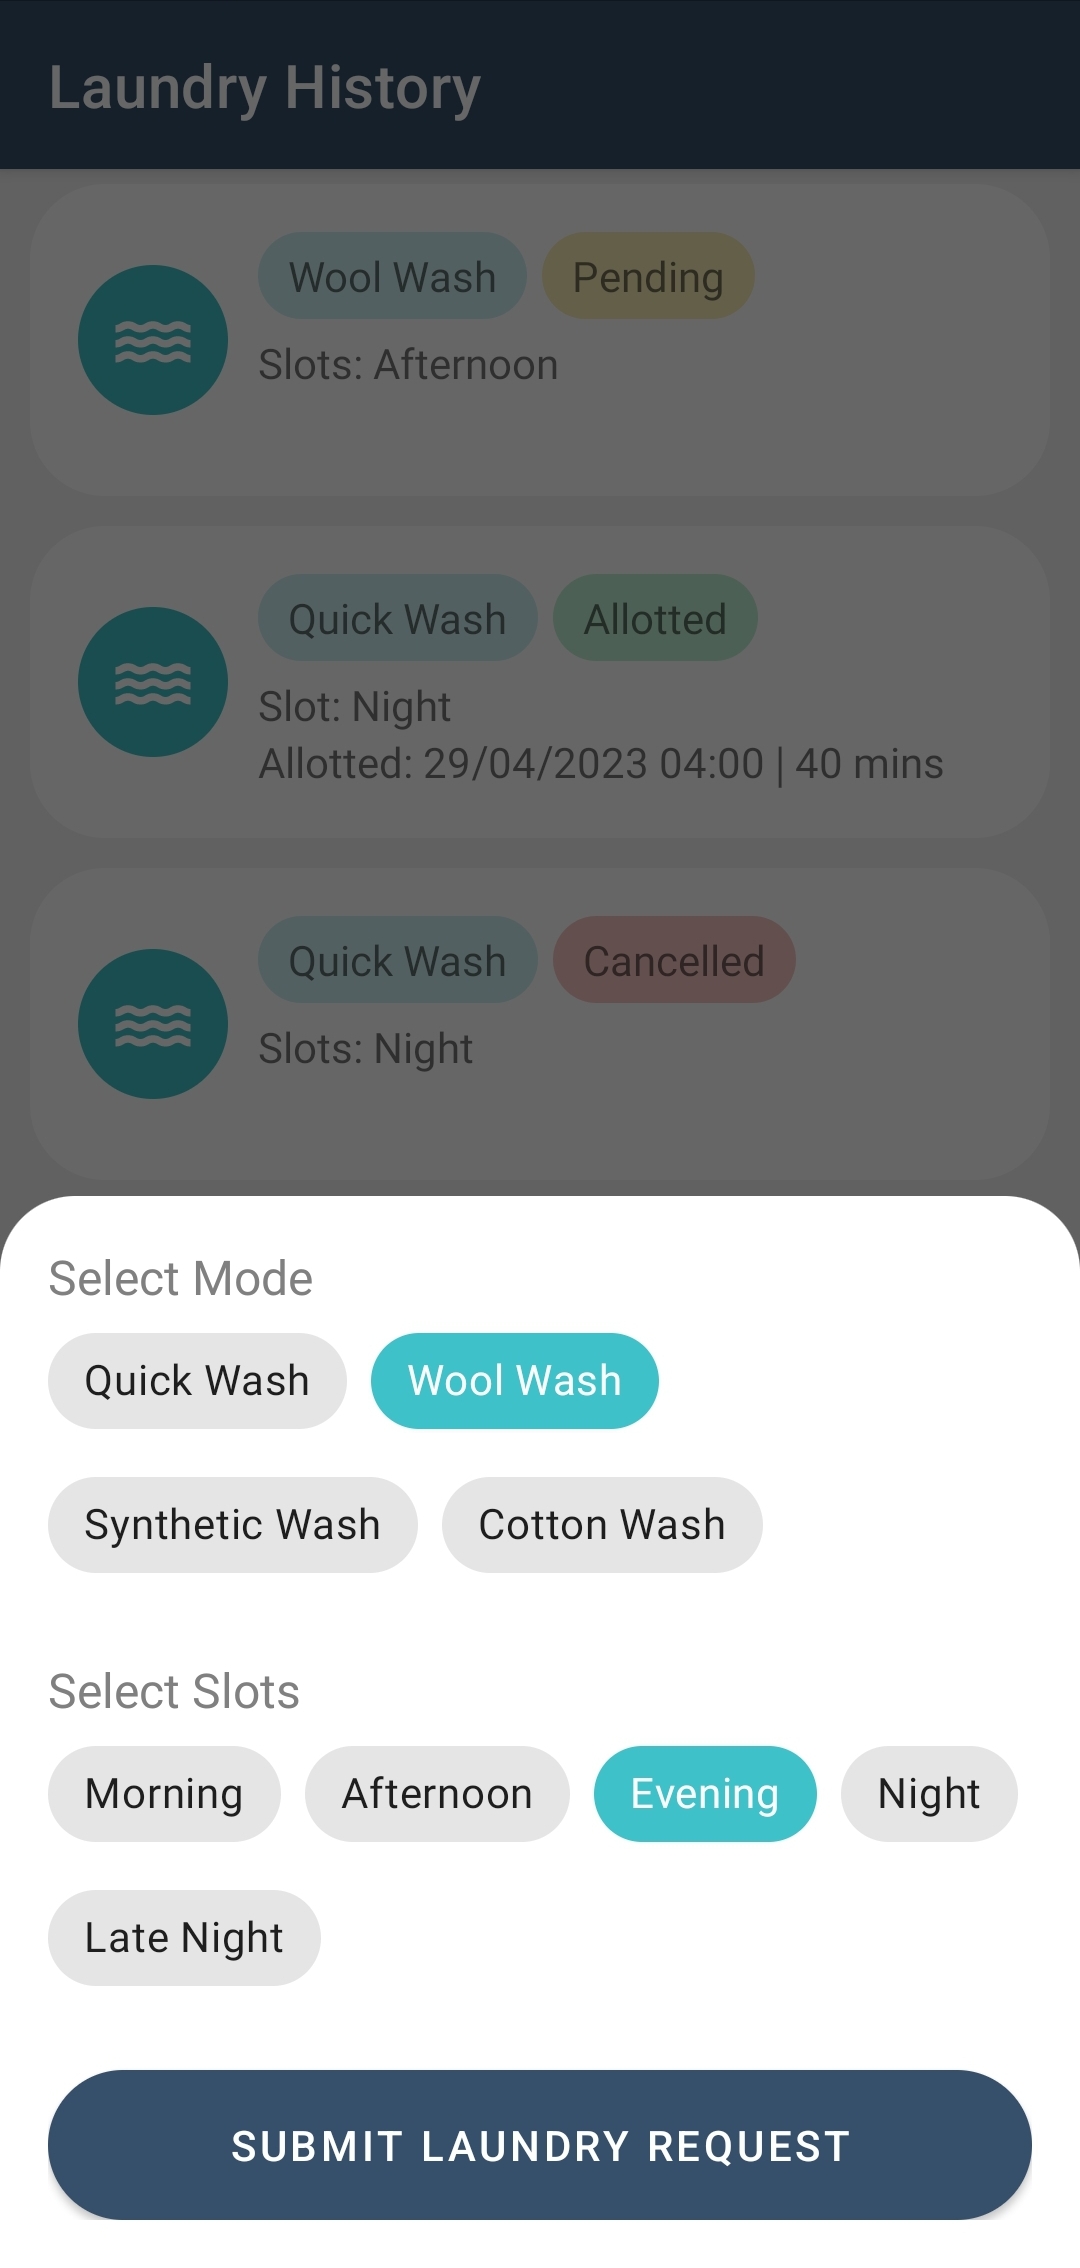 Laundry History
Wool Wash Pending
Slots: Afternoon
Quick Wash Allotted
Slot: Night
Allotted: 29/04/2023 04:00 | 40 mins
Quick Wash Cancelled
Slots: Night
Select Mode
Quick Wash Wool Wash
Synthetic Wash Cotton Wash
Select Slots
Morning Afternoon Evening Night
Late Night
SUBMIT LAUNDRY REQUEST